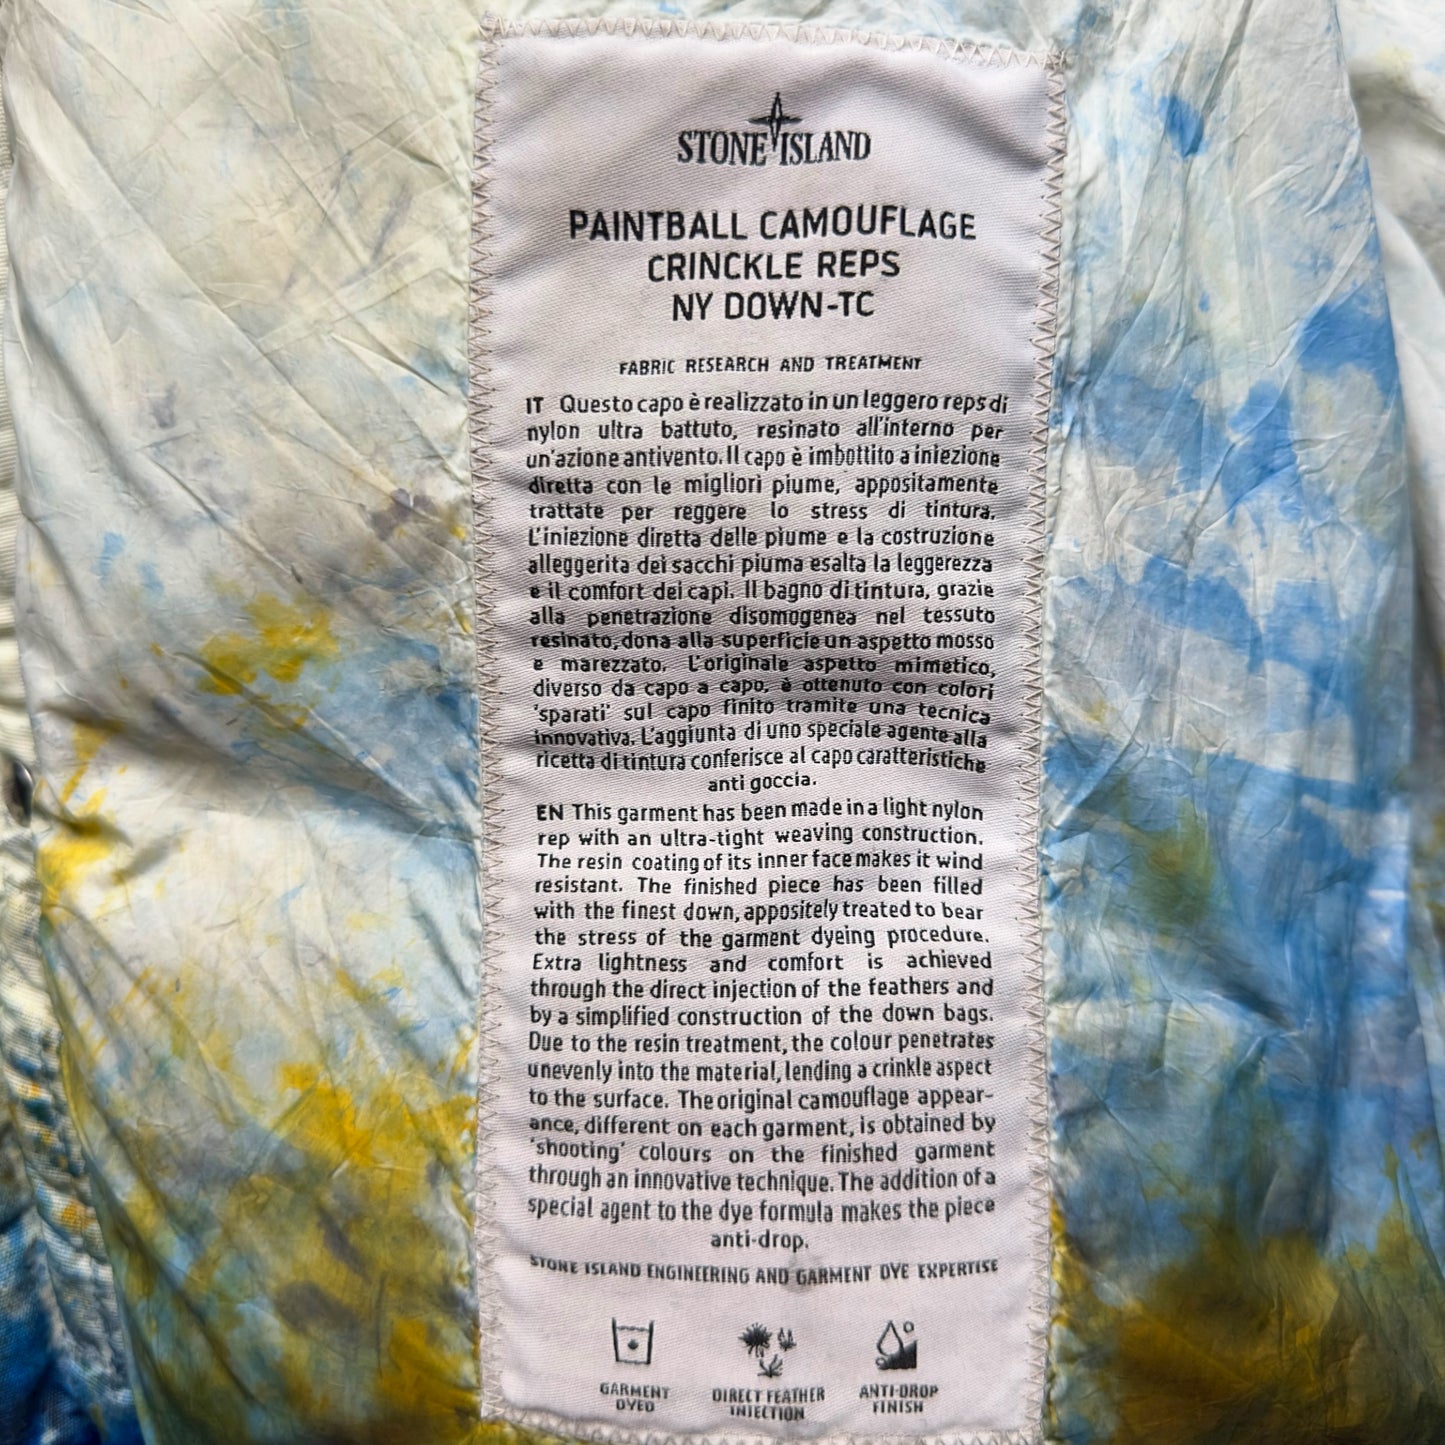 STONE ISLAND
PAINTBALL CAMOUFLAGE
CRINCKLE REPS
NY DOWN-TC
FABRIC RESEARCH AND TREATMENT
IT Questo capo è realizzato in un leggero reps di
nylon ultra battuto, resinato all'interno per
un'azione antivento. Il capo è imbottito a iniezione
diretta con le migliori piume, appositamente
trattate per reggere lo stress di tintura.
L'iniezione diretta delle piume e la costruzione
alleggerita dei sacchi piuma esalta la leggerezza
e il comfort dei capi. Il bagno di tintura, grazie
alla penetrazione disomogenea nel tessuto
resinato, dona alla superficie un aspetto mosso
e marezzato. L'originale aspetto mimetico,
diverso da capo a capo, è ottenuto con colori
'sparati' sul capo finito tramite una tecnica
innovativa. L'aggiunta di uno speciale agente alla
ricetta di tintura conferisce al capo caratteristiche
anti goccia.
EN This garment has been made in a light nylon
rep with an ultra-tight weaving construction.
The resin coating of its inner face makes it wind
resistant. The finished piece has been filled
with the finest down, appositely treated to bear
the stress of the garment dyeing procedure.
Extra lightness and comfort is achieved
through the direct injection of the feathers and
by a simplified construction of the down bags.
Due to the resin treatment, the colour penetrates
unevenly into the material, lending a crinkle aspect
to the surface. The original camouflage appear-
ance, different on each garment, is obtained by
'shooting' colours on the finished garment
through an innovative technique. The addition of a
special agent to the dye formula makes the piece
anti-drop.
STONE ISLAND ENGINEERING AND GARMENT DYE EXPERTISE
GARMENT DYED
DIRECT FEATHER INJECTION
ANTI-DROP FINISH